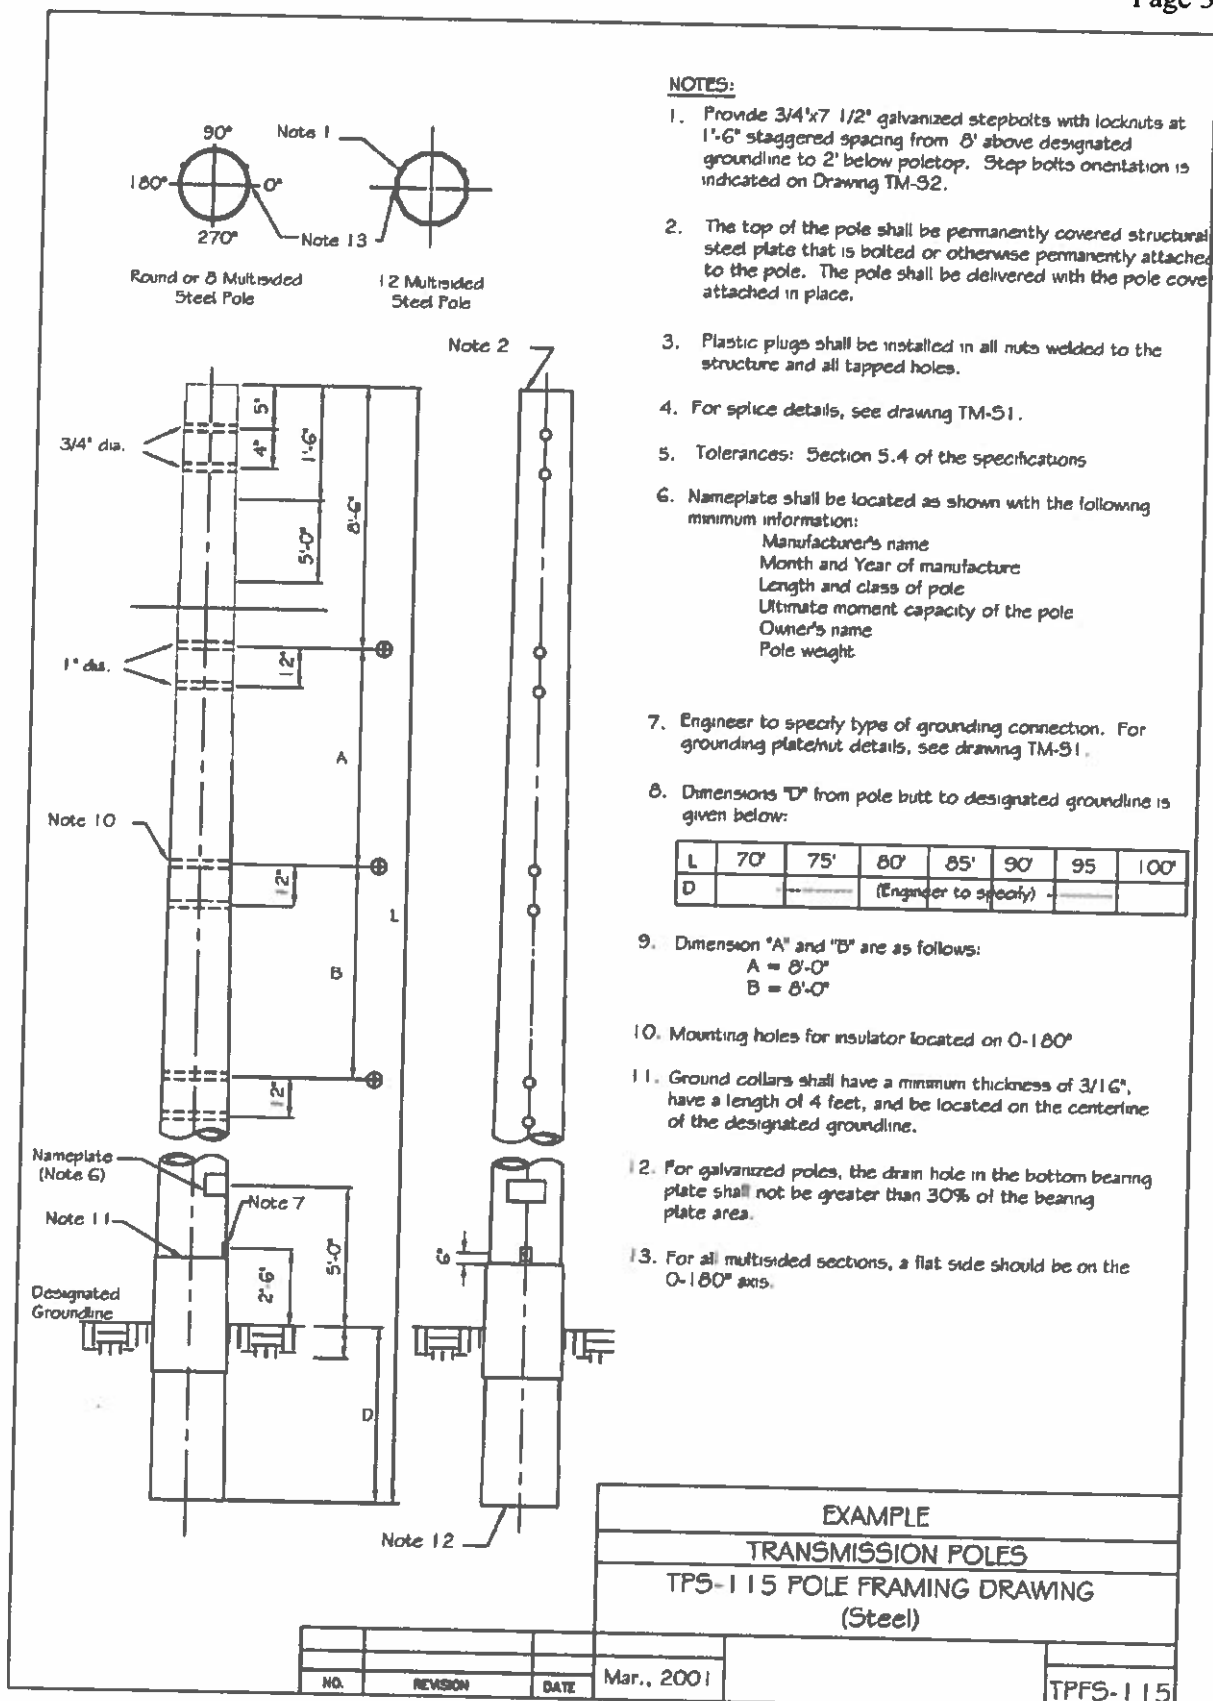 Page 3
NOTES:
1. Provide 3/4"x7 1/2" galvanized stepbolts with locknuts at
1'-6" staggered spacing from 8' above designated
groundline to 2' below poletop. Step bolts orientation is
indicated on Drawing TM-S2.
2. The top of the pole shall be permanently covered structural
steel plate that is bolted or otherwise permanently attached
to the pole. The pole shall be delivered with the pole cove
attached in place.
3. Plastic plugs shall be installed in all nuts welded to the
structure and all tapped holes.
4. For splice details, see drawing TM-S1.
5. Tolerances: Section 5.4 of the specifications
6. Nameplate shall be located as shown with the following
minimum information:
Manufacturer's name
Month and Year of manufacture
Length and class of pole
Ultimate moment capacity of the pole
Owner's name
Pole weight
7. Engineer to specify type of grounding connection. For
grounding plate/nut details, see drawing TM-S1.
8. Dimensions "D" from pole butt to designated groundline is
given below:
L 70' 75' 80' 85' 90' 95 100'
D (Engineer to specify)
9. Dimension "A" and "B" are as follows:
A = 8'-0"
B = 8'-0"
10. Mounting holes for insulator located on 0-180°
11. Ground collars shall have a minimum thickness of 3/16",
have a length of 4 feet, and be located on the centerline
of the designated groundline.
12. For galvanized poles, the drain hole in the bottom bearing
plate shall not be greater than 30% of the bearing
plate area.
13. For all multisided sections, a flat side should be on the
0-180° axis.
90°
180°
0°
270°
Note 1
Note 13
Round or 8 Multisided
Steel Pole
12 Multisided
Steel Pole
Note 2
3/4" dia.
5"
4"
1'-6"
5'-0"
8'-6"
1" dia.
12"
A
Note 10
12"
L
B
12"
Nameplate
(Note 6)
Note 7
Note 11
5'-0"
2'-6"
6"
Designated
Groundline
D
Note 12
EXAMPLE
TRANSMISSION POLES
TPS-115 POLE FRAMING DRAWING
(Steel)
NO. REVISION DATE
Mar., 2001
TPFS-115